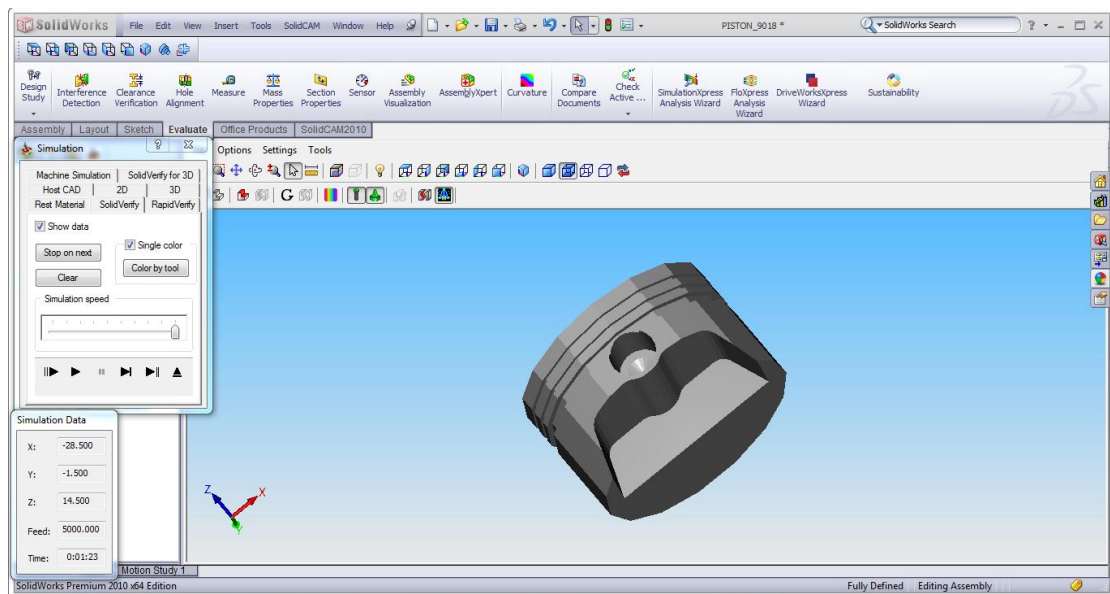 SolidWorks File Edit View Insert Tools SolidCAM Window Help PISTON_9018 * SolidWorks Search ?
Design Study
Interference Detection
Clearance Verification
Hole Alignment
Measure
Mass Properties
Section Properties
Sensor
Assembly Visualization
AssemblyXpert
Curvature
Compare Documents
Check Active ...
SimulationXpress Analysis Wizard
FloXpress Analysis Wizard
DriveWorksXpress Wizard
Sustainability
Assembly Layout Sketch Evaluate Office Products SolidCAM2010
Simulation ?
Options Settings Tools
Machine Simulation SolidVerify for 3D
Host CAD 2D 3D
Rest Material SolidVerify RapidVerify
G
Show data
Stop on next
Single color
Clear
Color by tool
Simulation speed
Simulation Data
X: -28.500
Y: -1.500
Z: 14.500
Feed: 5000.000
Time: 0:01:23
Z X
Y
Motion Study 1
SolidWorks Premium 2010 x64 Edition Fully Defined Editing Assembly